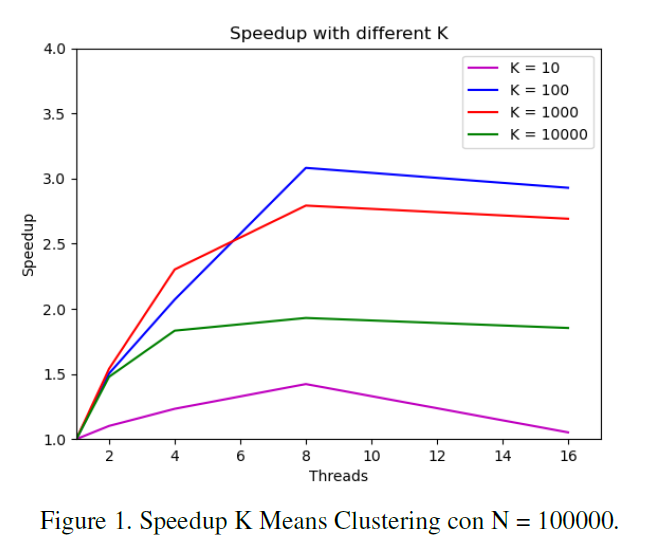 Speedup with different K
4.0
3.5
3.0
2.5
2.0
1.5
1.0
Speedup
K = 10
K = 100
K = 1000
K = 10000
2 4 6 8 10 12 14 16
Threads
Figure 1. Speedup K Means Clustering con N = 100000.